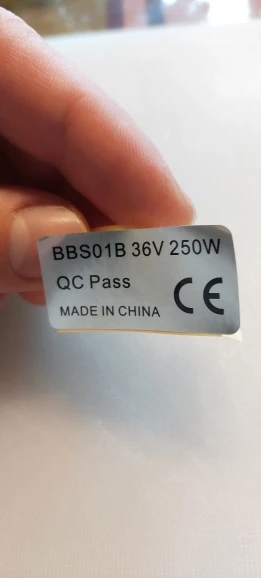 BBS01B 36V 250W
QC Pass
MADE IN CHINA CE